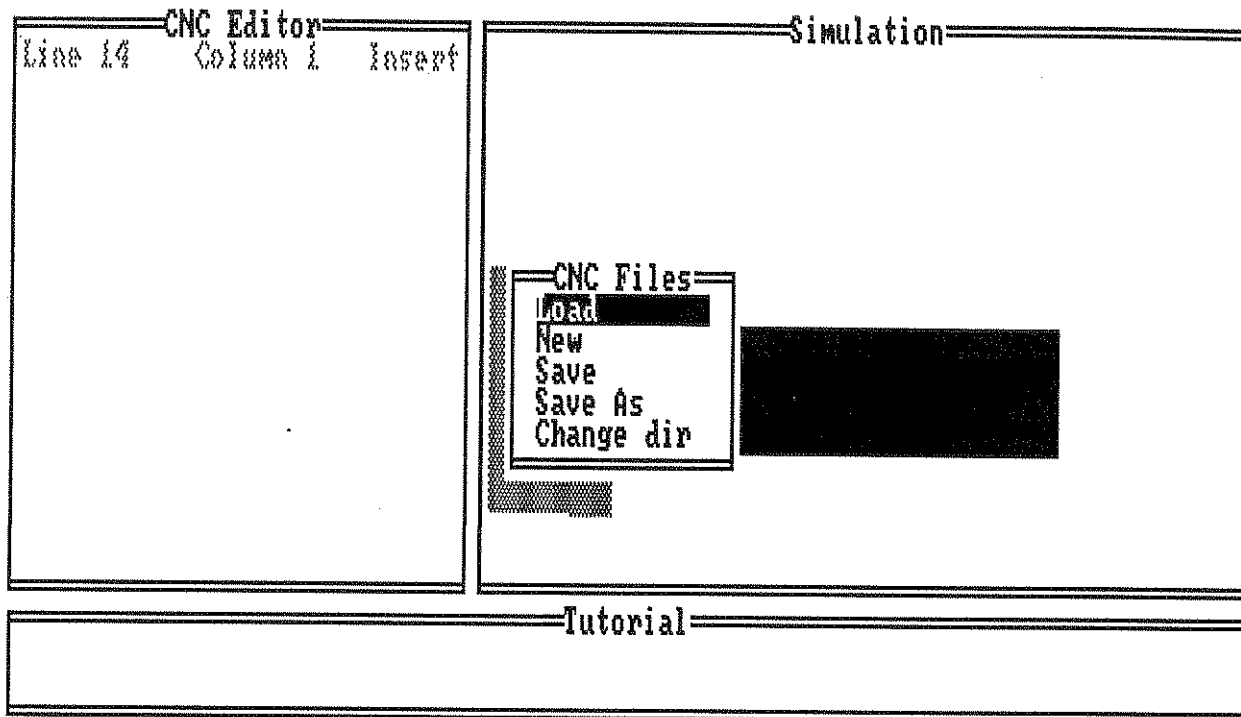 CNC Editor
Line 14 Column 1 Insert
Simulation
CNC Files
Load
New
Save
Save As
Change dir
Tutorial